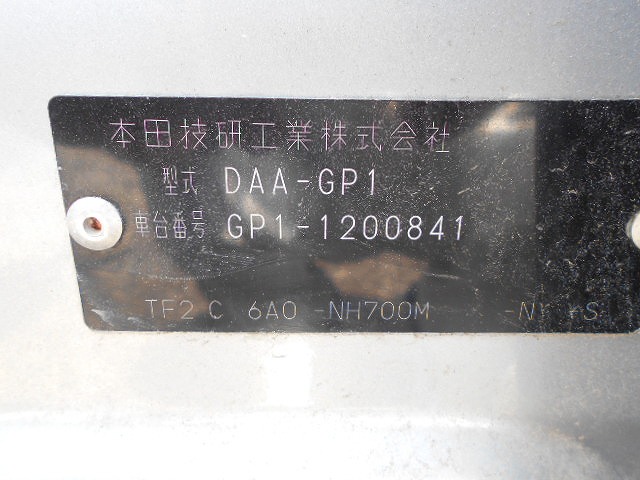 本田技研工業株式会社
型式 DAA-GP1
車台番号 GP1-1200841
TF2 C 6A0 -NH700M